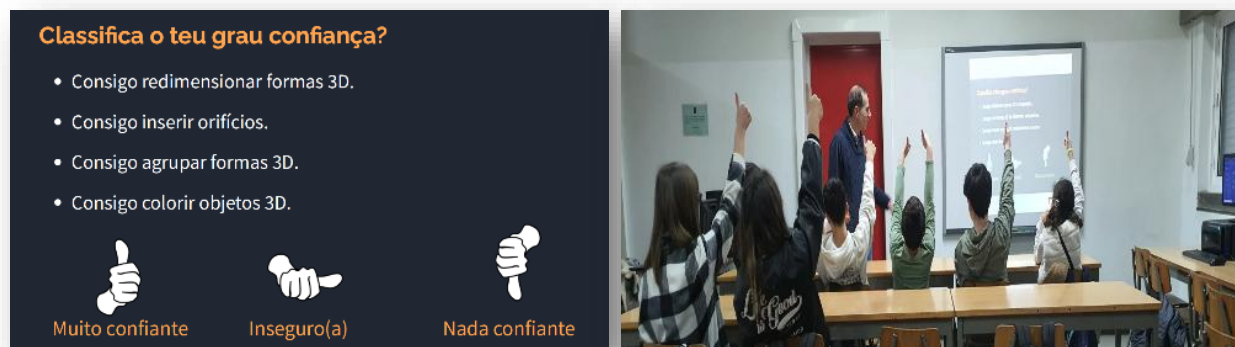 Classifica o teu grau confiança?
• Consigo redimensionar formas 3D.
• Consigo inserir orifícios.
• Consigo agrupar formas 3D.
• Consigo colorir objetos 3D.
Muito confiante
Inseguro(a)
Nada confiante
Good